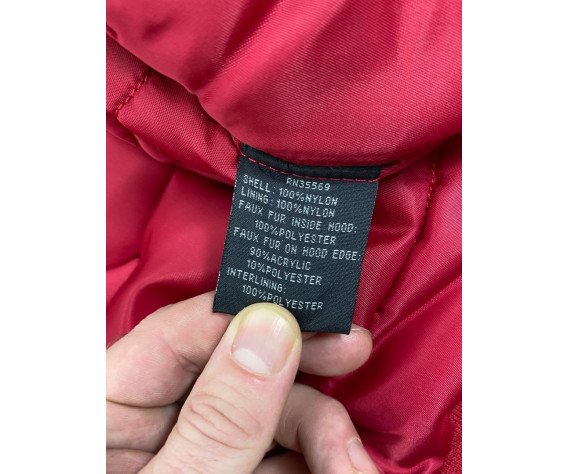 RN35569
SHELL:100%NYLON
LINING:100%NYLON
FAUX FUR INSIDE HOOD:
100%POLYESTER
FAUX FUR ON HOOD EDGE:
90%ACRYLIC
10%POLYESTER
INTERLINING:
100%POLYESTER